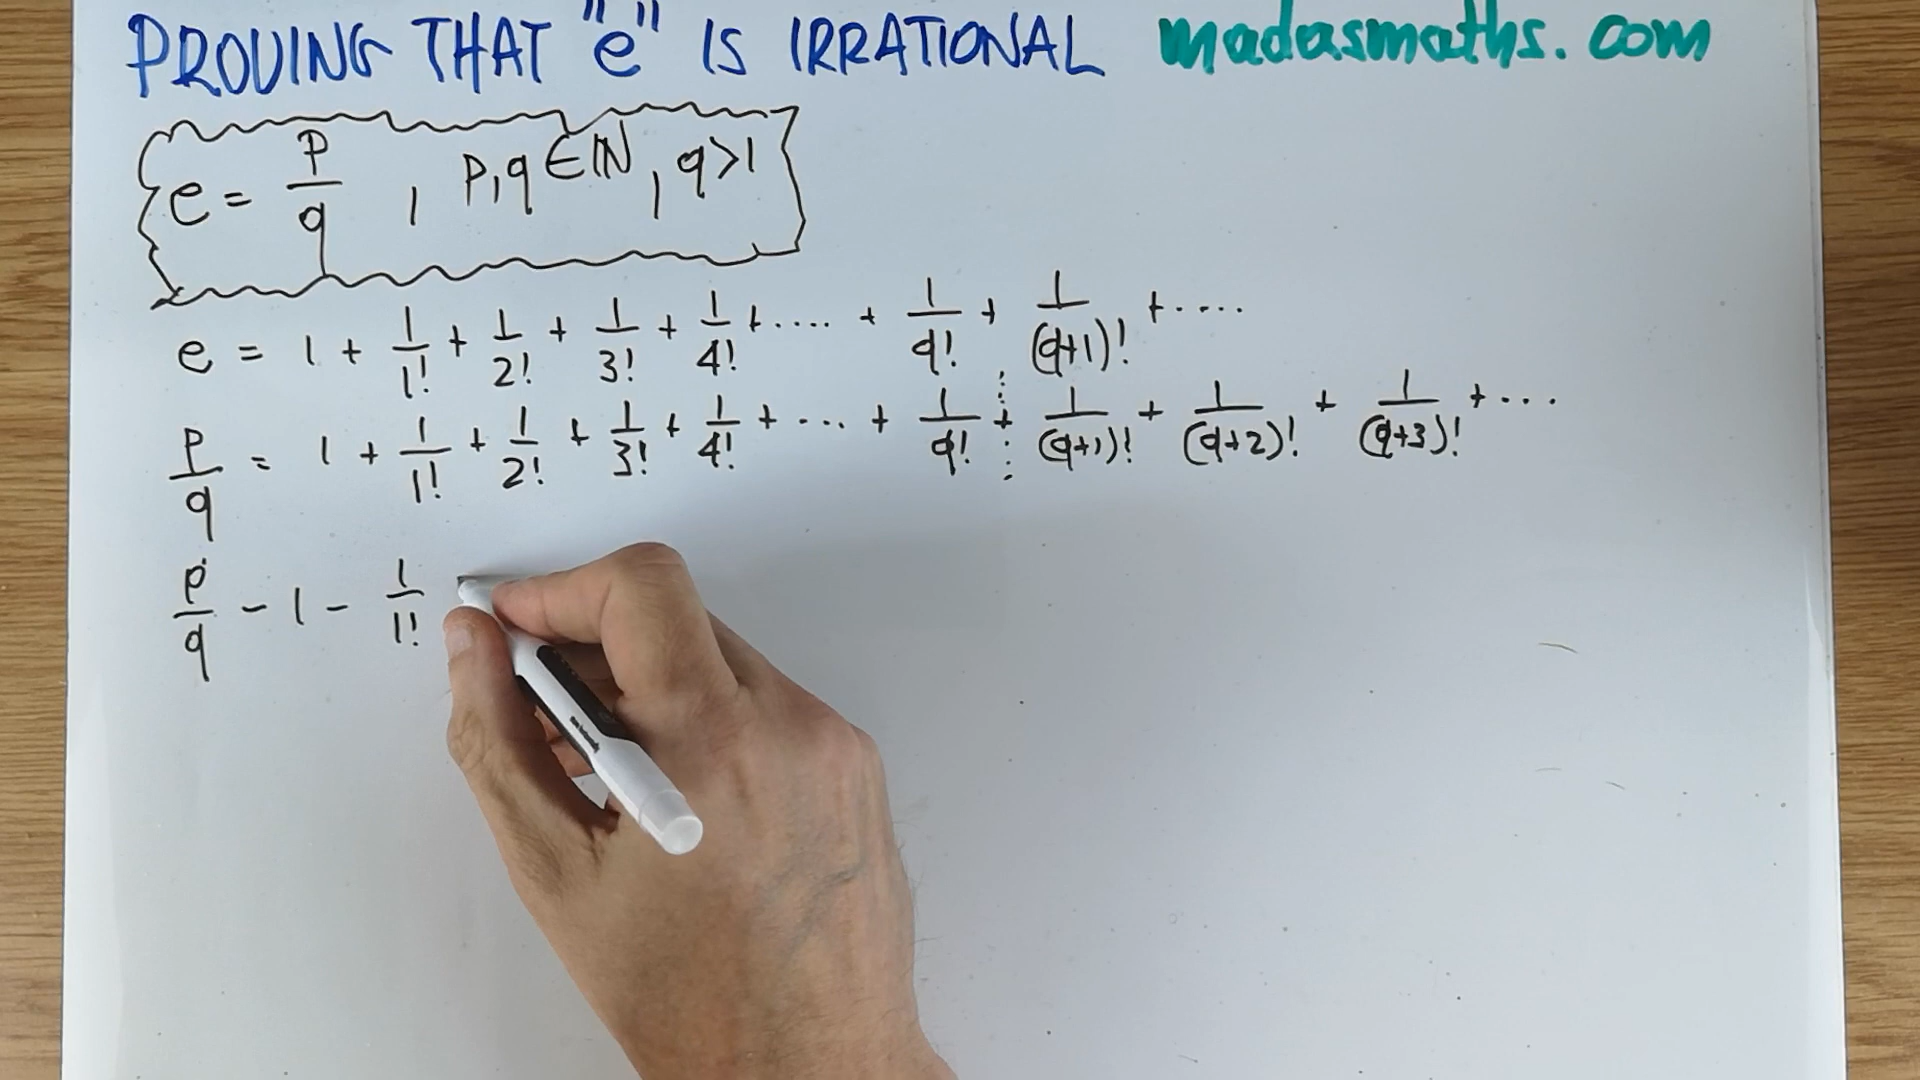 PROVING THAT "e" IS IRRATIONAL madasmaths.com
e = p/q , p,q ∈ ℕ , q>1
e = 1 + 1/1! + 1/2! + 1/3! + 1/4! + .... + 1/q! + 1/(q+1)! + ....
p/q = 1 + 1/1! + 1/2! + 1/3! + 1/4! + ... + 1/q! + 1/(q+1)! + 1/(q+2)! + 1/(q+3)! + ...
p/q - 1 - 1/1!